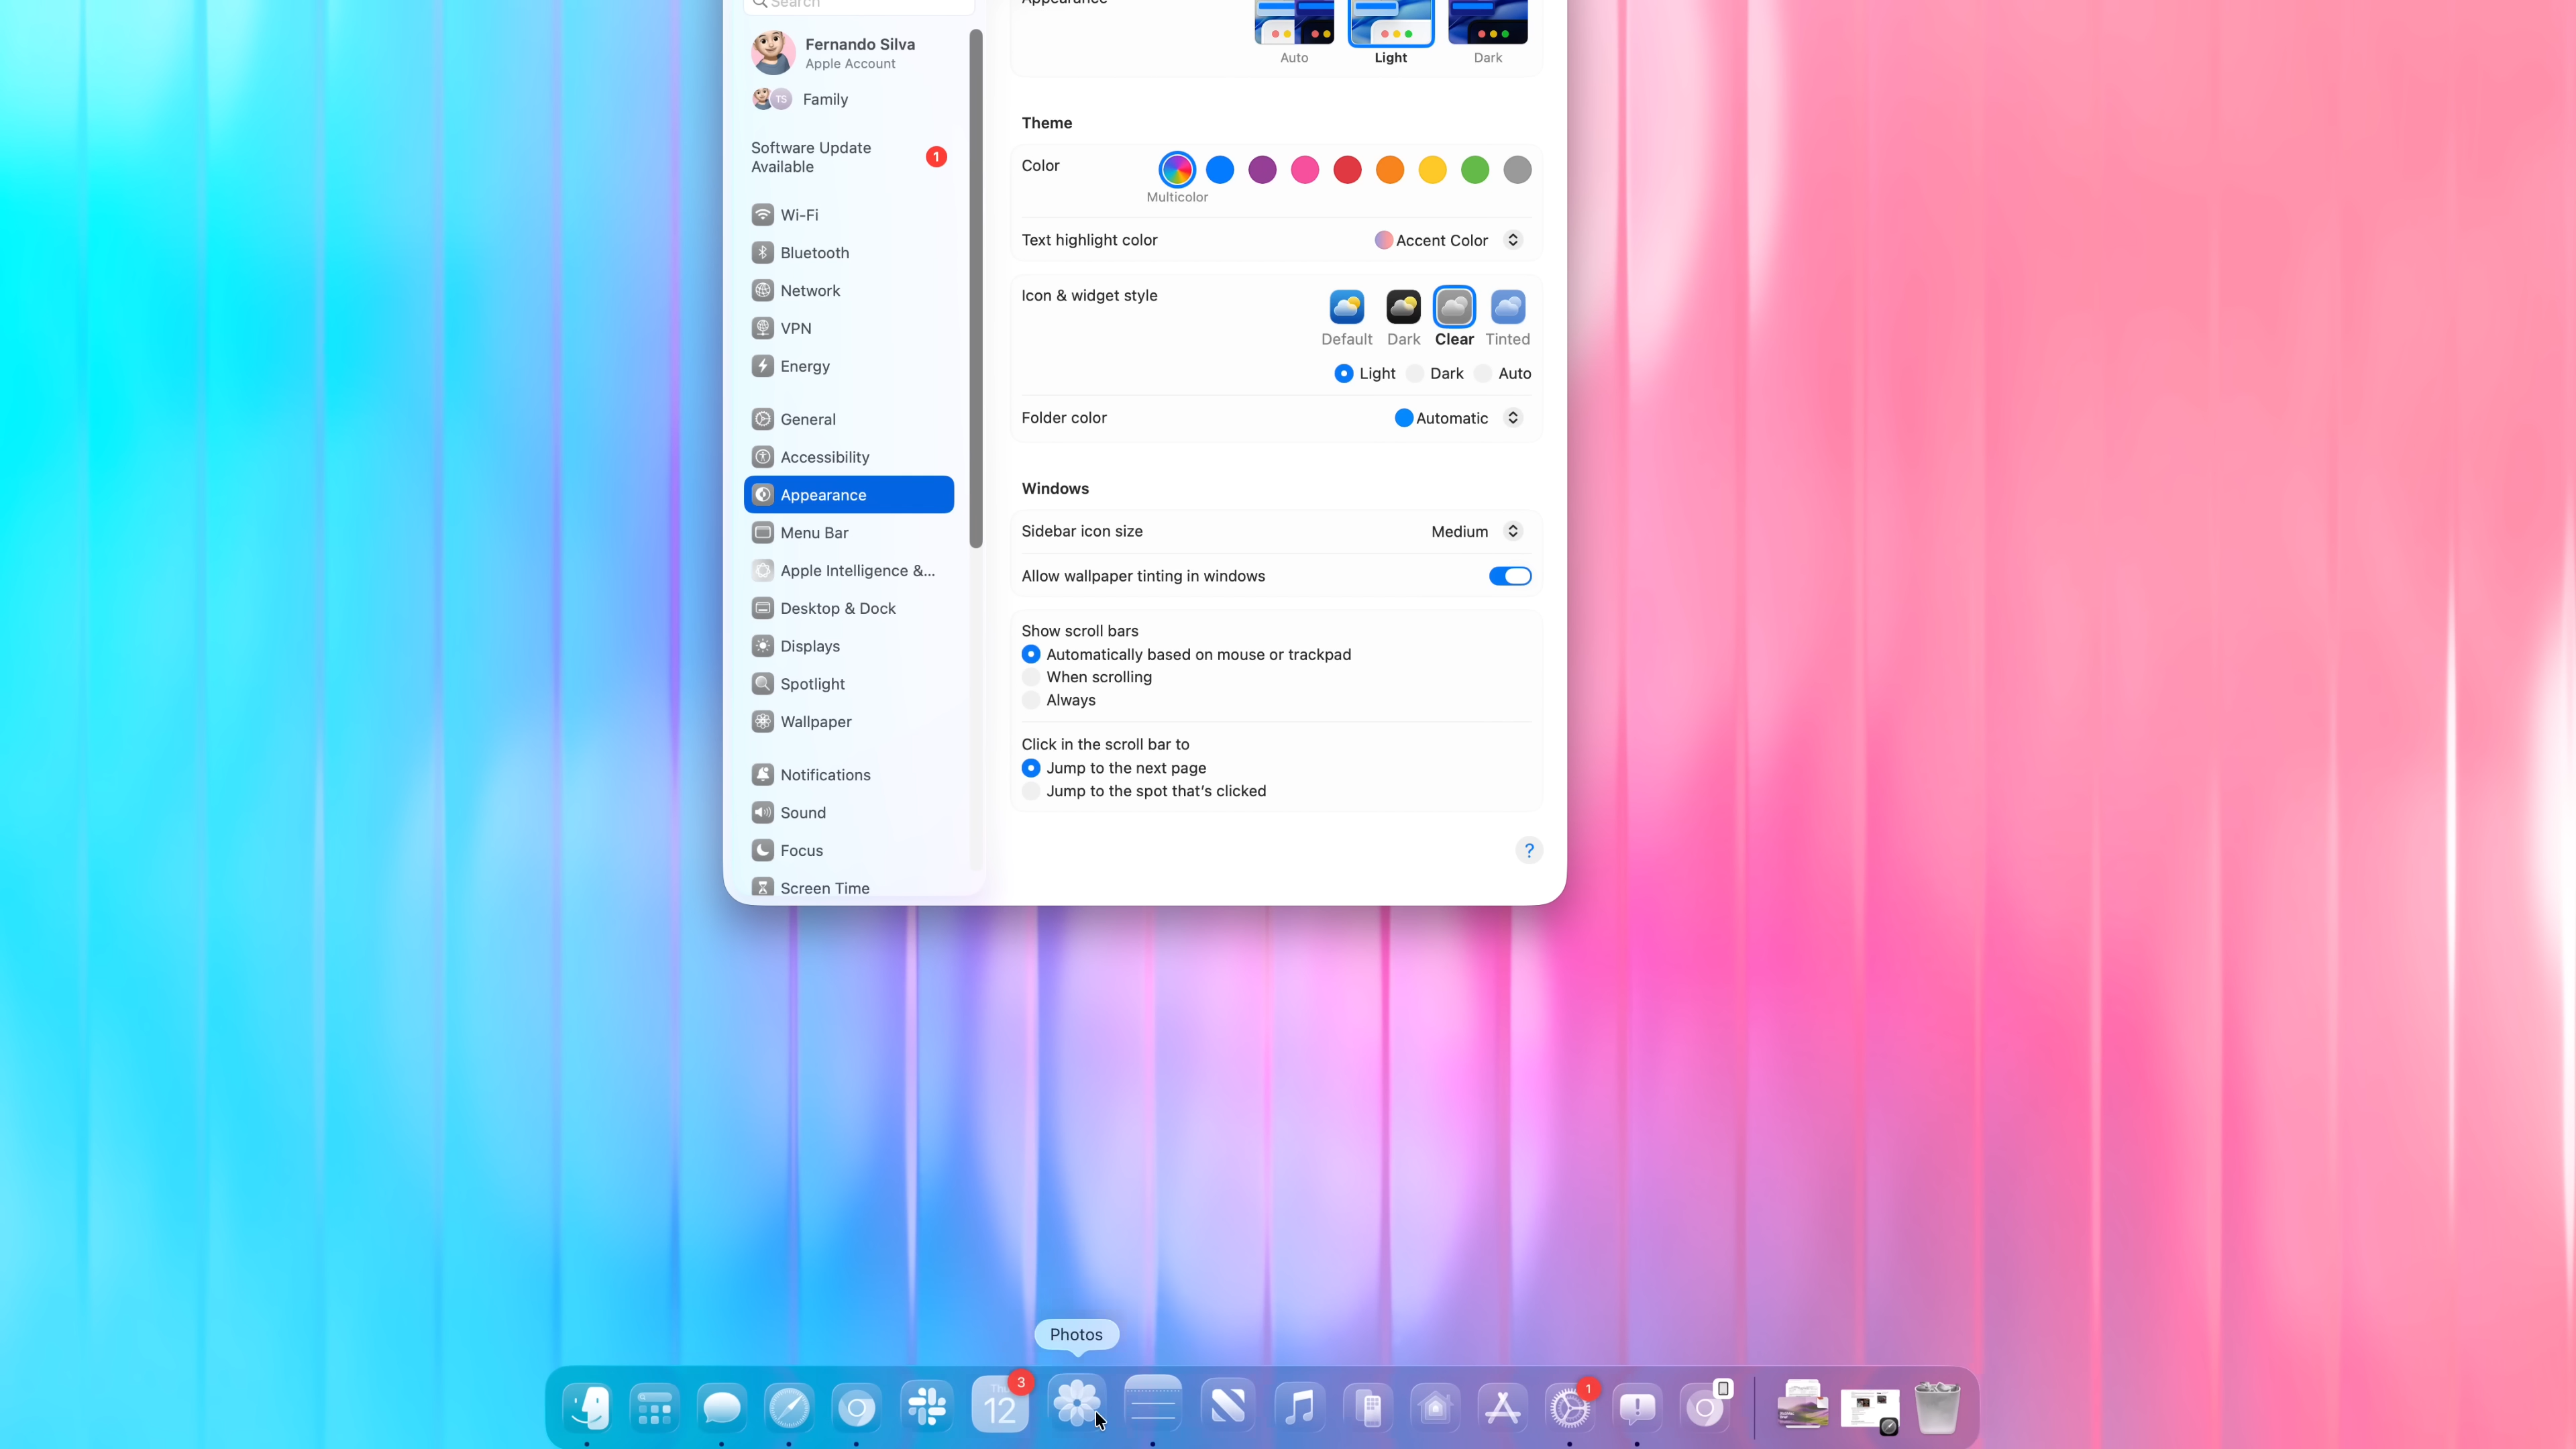 Search
Fernando Silva
Apple Account
TS
Family
Software Update
Available
1
Wi-Fi
Bluetooth
Network
VPN
Energy
General
Accessibility
Appearance
Menu Bar
Apple Intelligence &...
Desktop & Dock
Displays
Spotlight
Wallpaper
Notifications
Sound
Focus
Screen Time
Appearance
Auto
Light
Dark
Theme
Color
Multicolor
Text highlight color
Accent Color
Icon & widget style
Default
Dark
Clear
Tinted
Light
Dark
Auto
Folder color
Automatic
Windows
Sidebar icon size
Medium
Allow wallpaper tinting in windows
Show scroll bars
Automatically based on mouse or trackpad
When scrolling
Always
Click in the scroll bar to
Jump to the next page
Jump to the spot that’s clicked
?
Photos
12
3
1